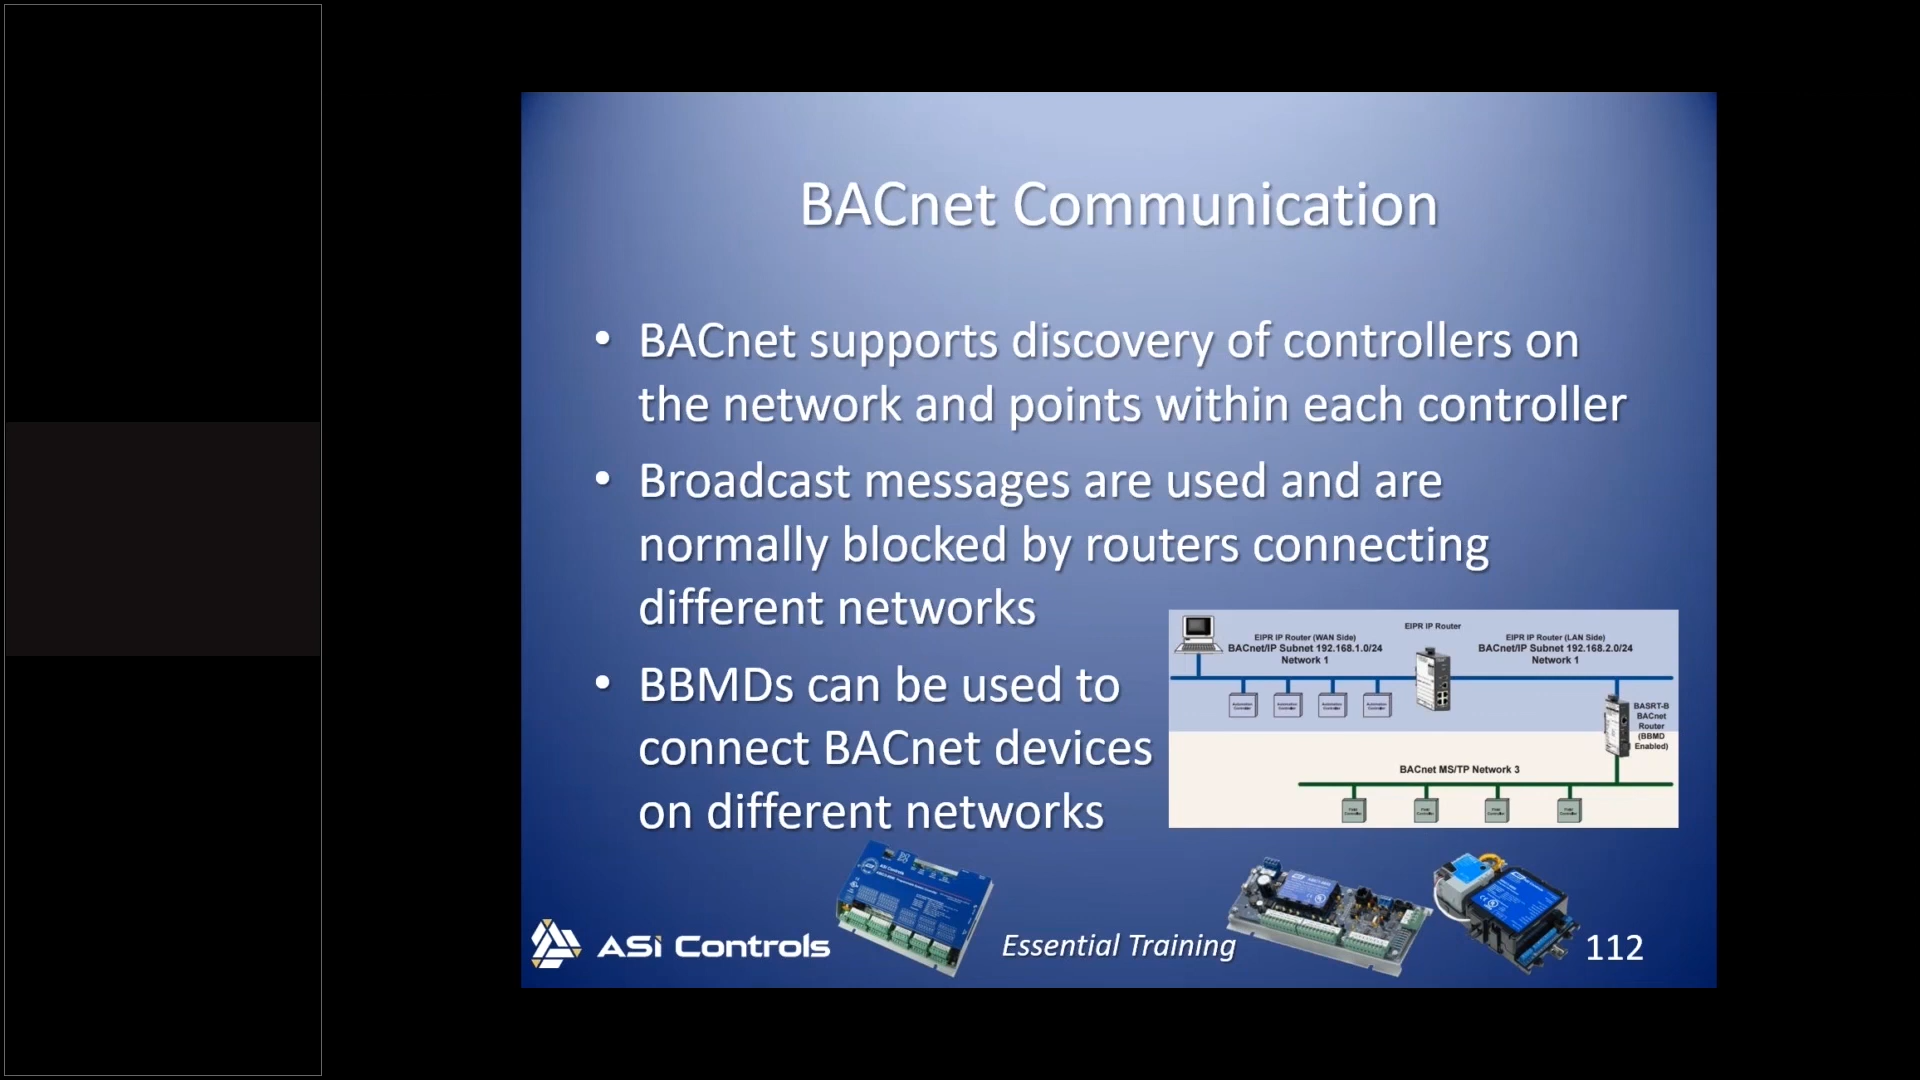 BACnet Communication
• BACnet supports discovery of controllers on
the network and points within each controller
• Broadcast messages are used and are
normally blocked by routers connecting
different networks
• BBMDs can be used to
connect BACnet devices
on different networks
EIPR IP Router (WAN Side)
BACnet/IP Subnet 192.168.1.0/24
Network 1
EIPR IP Router
EIPR IP Router (LAN Side)
BACnet/IP Subnet 192.168.2.0/24
Network 1
BASRT-B
BACnet
Router
(BBMD
Enabled)
BACnet MS/TP Network 3
ASi Controls
Essential Training
112